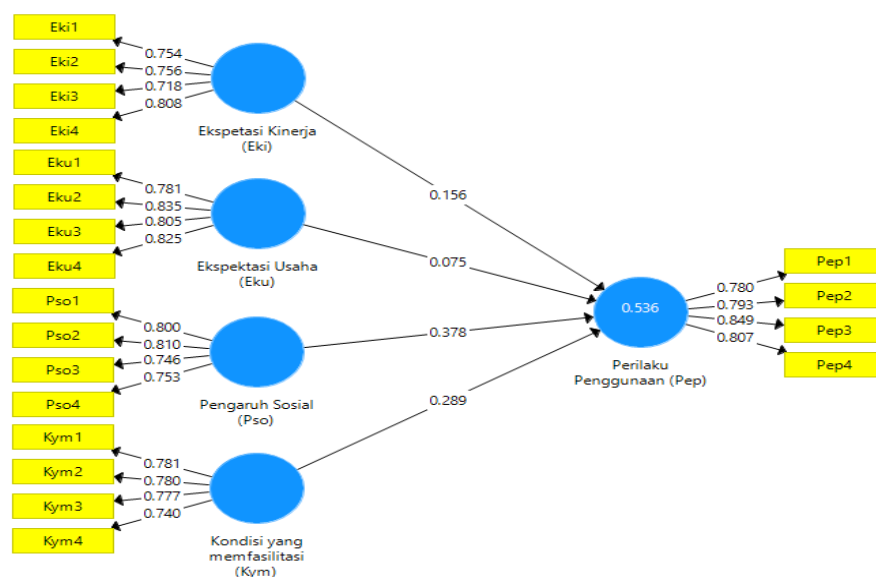 Eki1
Eki2
Eki3
Eki4
0.754
0.756
0.718
0.808
Ekspetasi Kinerja
(Eki)
Eku1
Eku2
Eku3
Eku4
0.781
0.835
0.805
0.825
Ekspektasi Usaha
(Eku)
Pso1
Pso2
Pso3
Pso4
0.800
0.810
0.746
0.753
Pengaruh Sosial
(Pso)
Kym1
Kym2
Kym3
Kym4
0.781
0.780
0.777
0.740
Kondisi yang
memfasilitasi
(Kym)
0.156
0.075
0.378
0.289
0.536
Perilaku
Penggunaan (Pep)
0.780
0.793
0.849
0.807
Pep1
Pep2
Pep3
Pep4